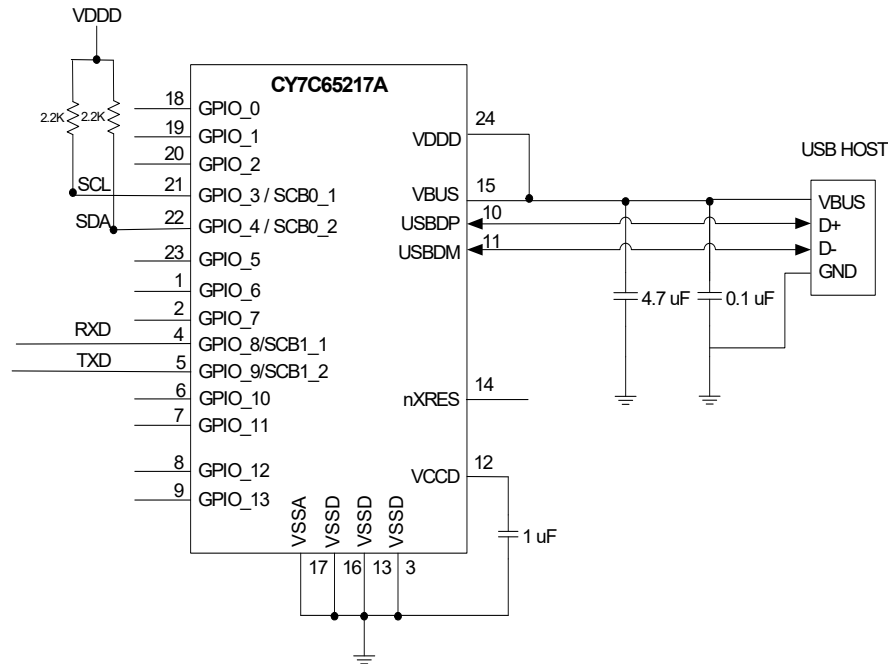 VDDD
CY7C65217A
2.2K 2.2K
18 GPIO_0
19 GPIO_1
20 GPIO_2
SCL 21 GPIO_3 / SCB0_1
SDA 22 GPIO_4 / SCB0_2
23 GPIO_5
1 GPIO_6
2 GPIO_7
RXD 4 GPIO_8/SCB1_1
TXD 5 GPIO_9/SCB1_2
6 GPIO_10
7 GPIO_11
8 GPIO_12
9 GPIO_13
VDDD 24
VBUS 15
USBDP 10
USBDM 11
nXRES 14
VCCD 12
VSSA
VSSD
VSSD
VSSD
17 16 13 3
4.7 uF
0.1 uF
1 uF
USB HOST
VBUS
D+
D-
GND